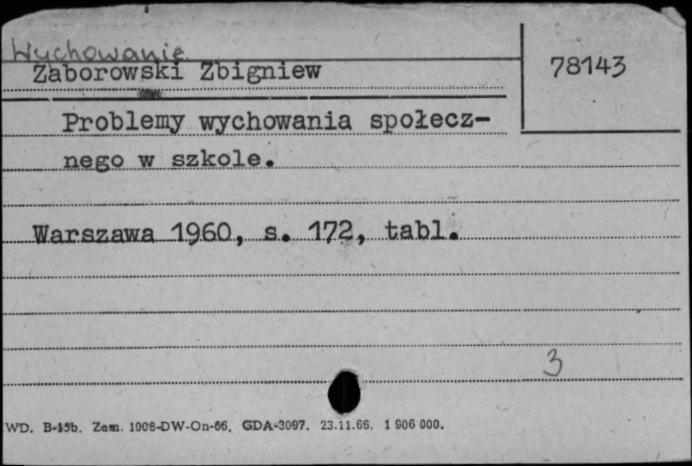 Wychowanie
78143
Zaborowski Zbigniew
Problemy wychowania społecz-
nego w szkole.
Warszawa 1960, s. 172, tabl.
3
WD. B-15b. Zam. 1008-DW-On-66. GDA-3097. 23.11.66. 1 906 000.